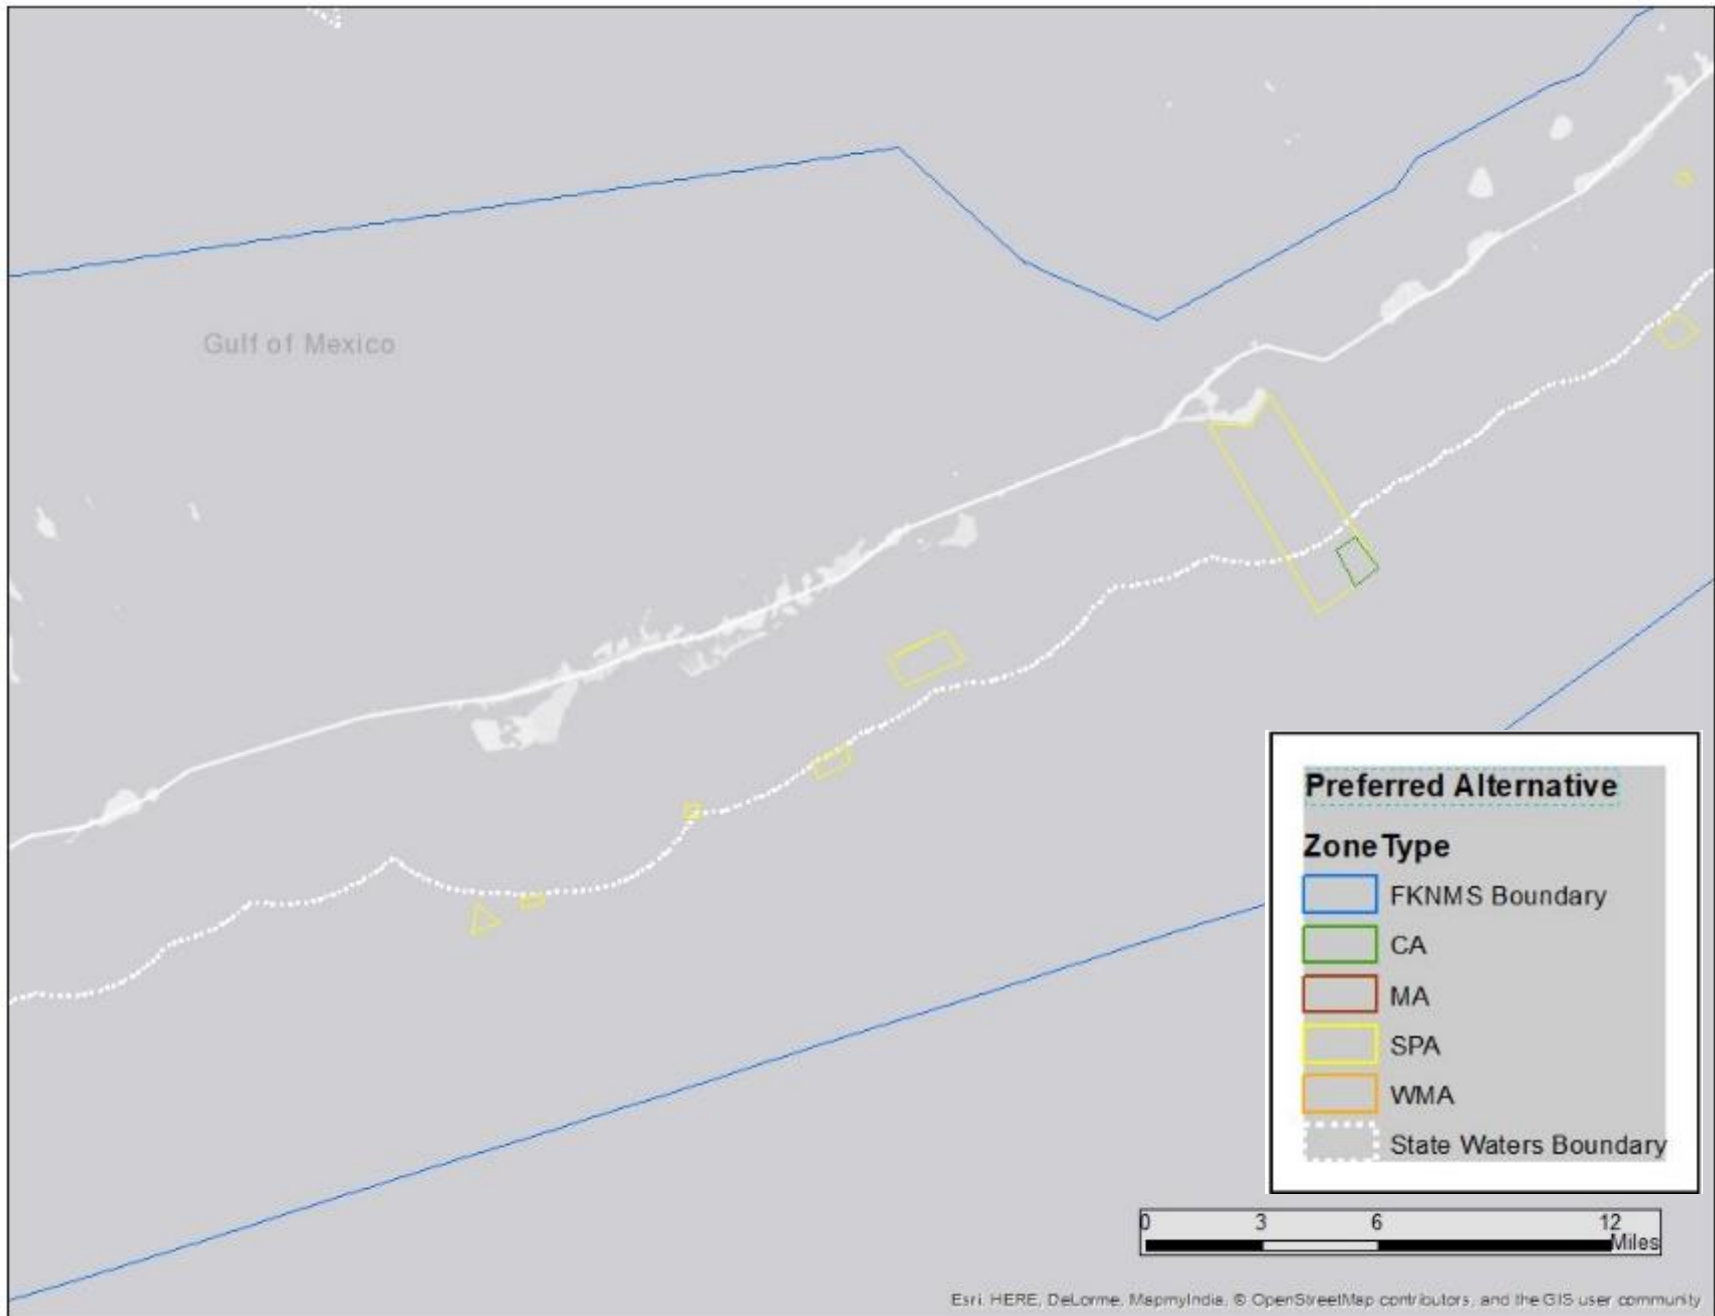 Gulf of Mexico
Preferred Alternative
Zone Type
FKNMS Boundary
CA
MA
SPA
WMA
State Waters Boundary
0 3 6 12
Miles
Esri, HERE, DeLorme, MapmyIndia, © OpenStreetMap contributors, and the GIS user community